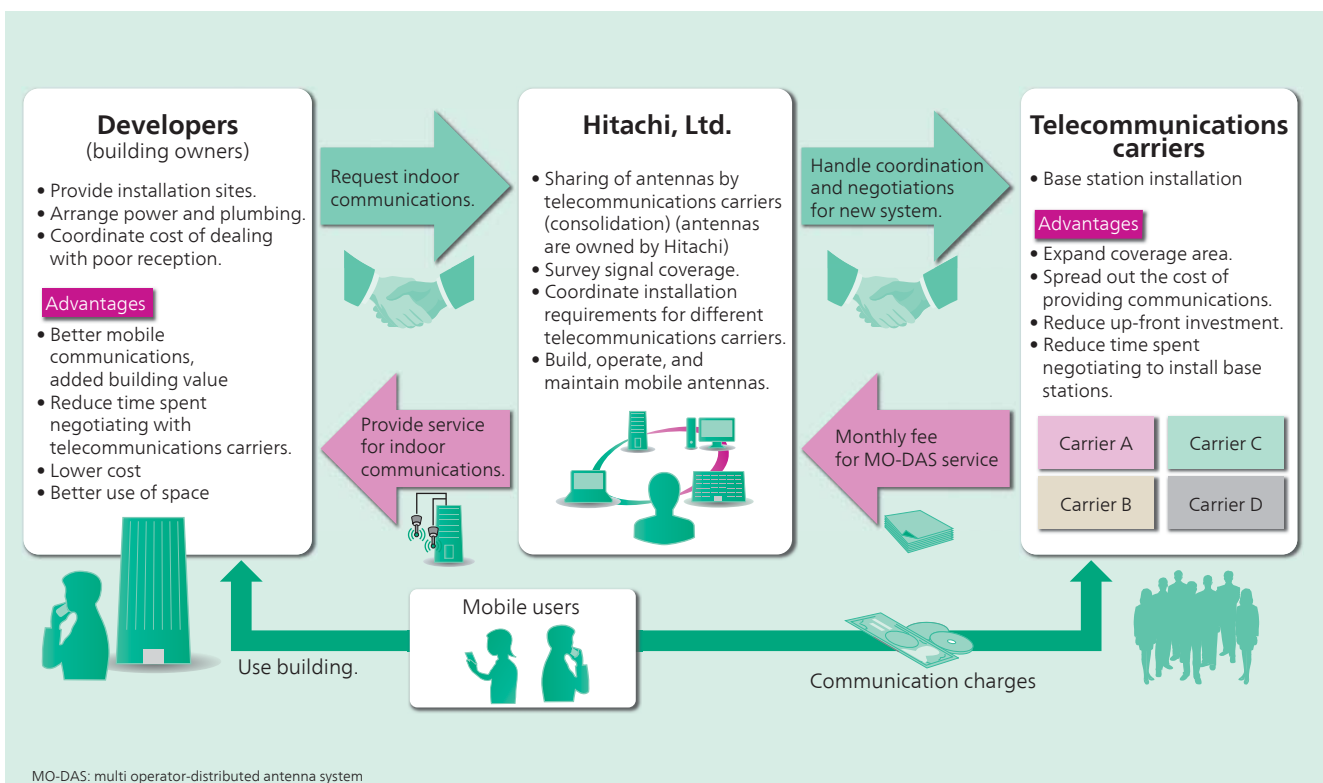 Developers
(building owners)
• Provide installation sites.
• Arrange power and plumbing.
• Coordinate cost of dealing
with poor reception.
Advantages
• Better mobile
communications,
added building value
• Reduce time spent
negotiating with
telecommunications carriers.
• Lower cost
• Better use of space
Request indoor
communications.
Provide service
for indoor
communications.
Hitachi, Ltd.
• Sharing of antennas by
telecommunications carriers
(consolidation) (antennas
are owned by Hitachi)
• Survey signal coverage.
• Coordinate installation
requirements for different
telecommunications carriers.
• Build, operate, and
maintain mobile antennas.
Handle coordination
and negotiations
for new system.
Monthly fee
for MO-DAS service
Telecommunications
carriers
• Base station installation
Advantages
• Expand coverage area.
• Spread out the cost of
providing communications.
• Reduce up-front investment.
• Reduce time spent
negotiating to install base
stations.
Carrier A
Carrier C
Carrier B
Carrier D
Mobile users
Use building.
Communication charges
MO-DAS: multi operator-distributed antenna system